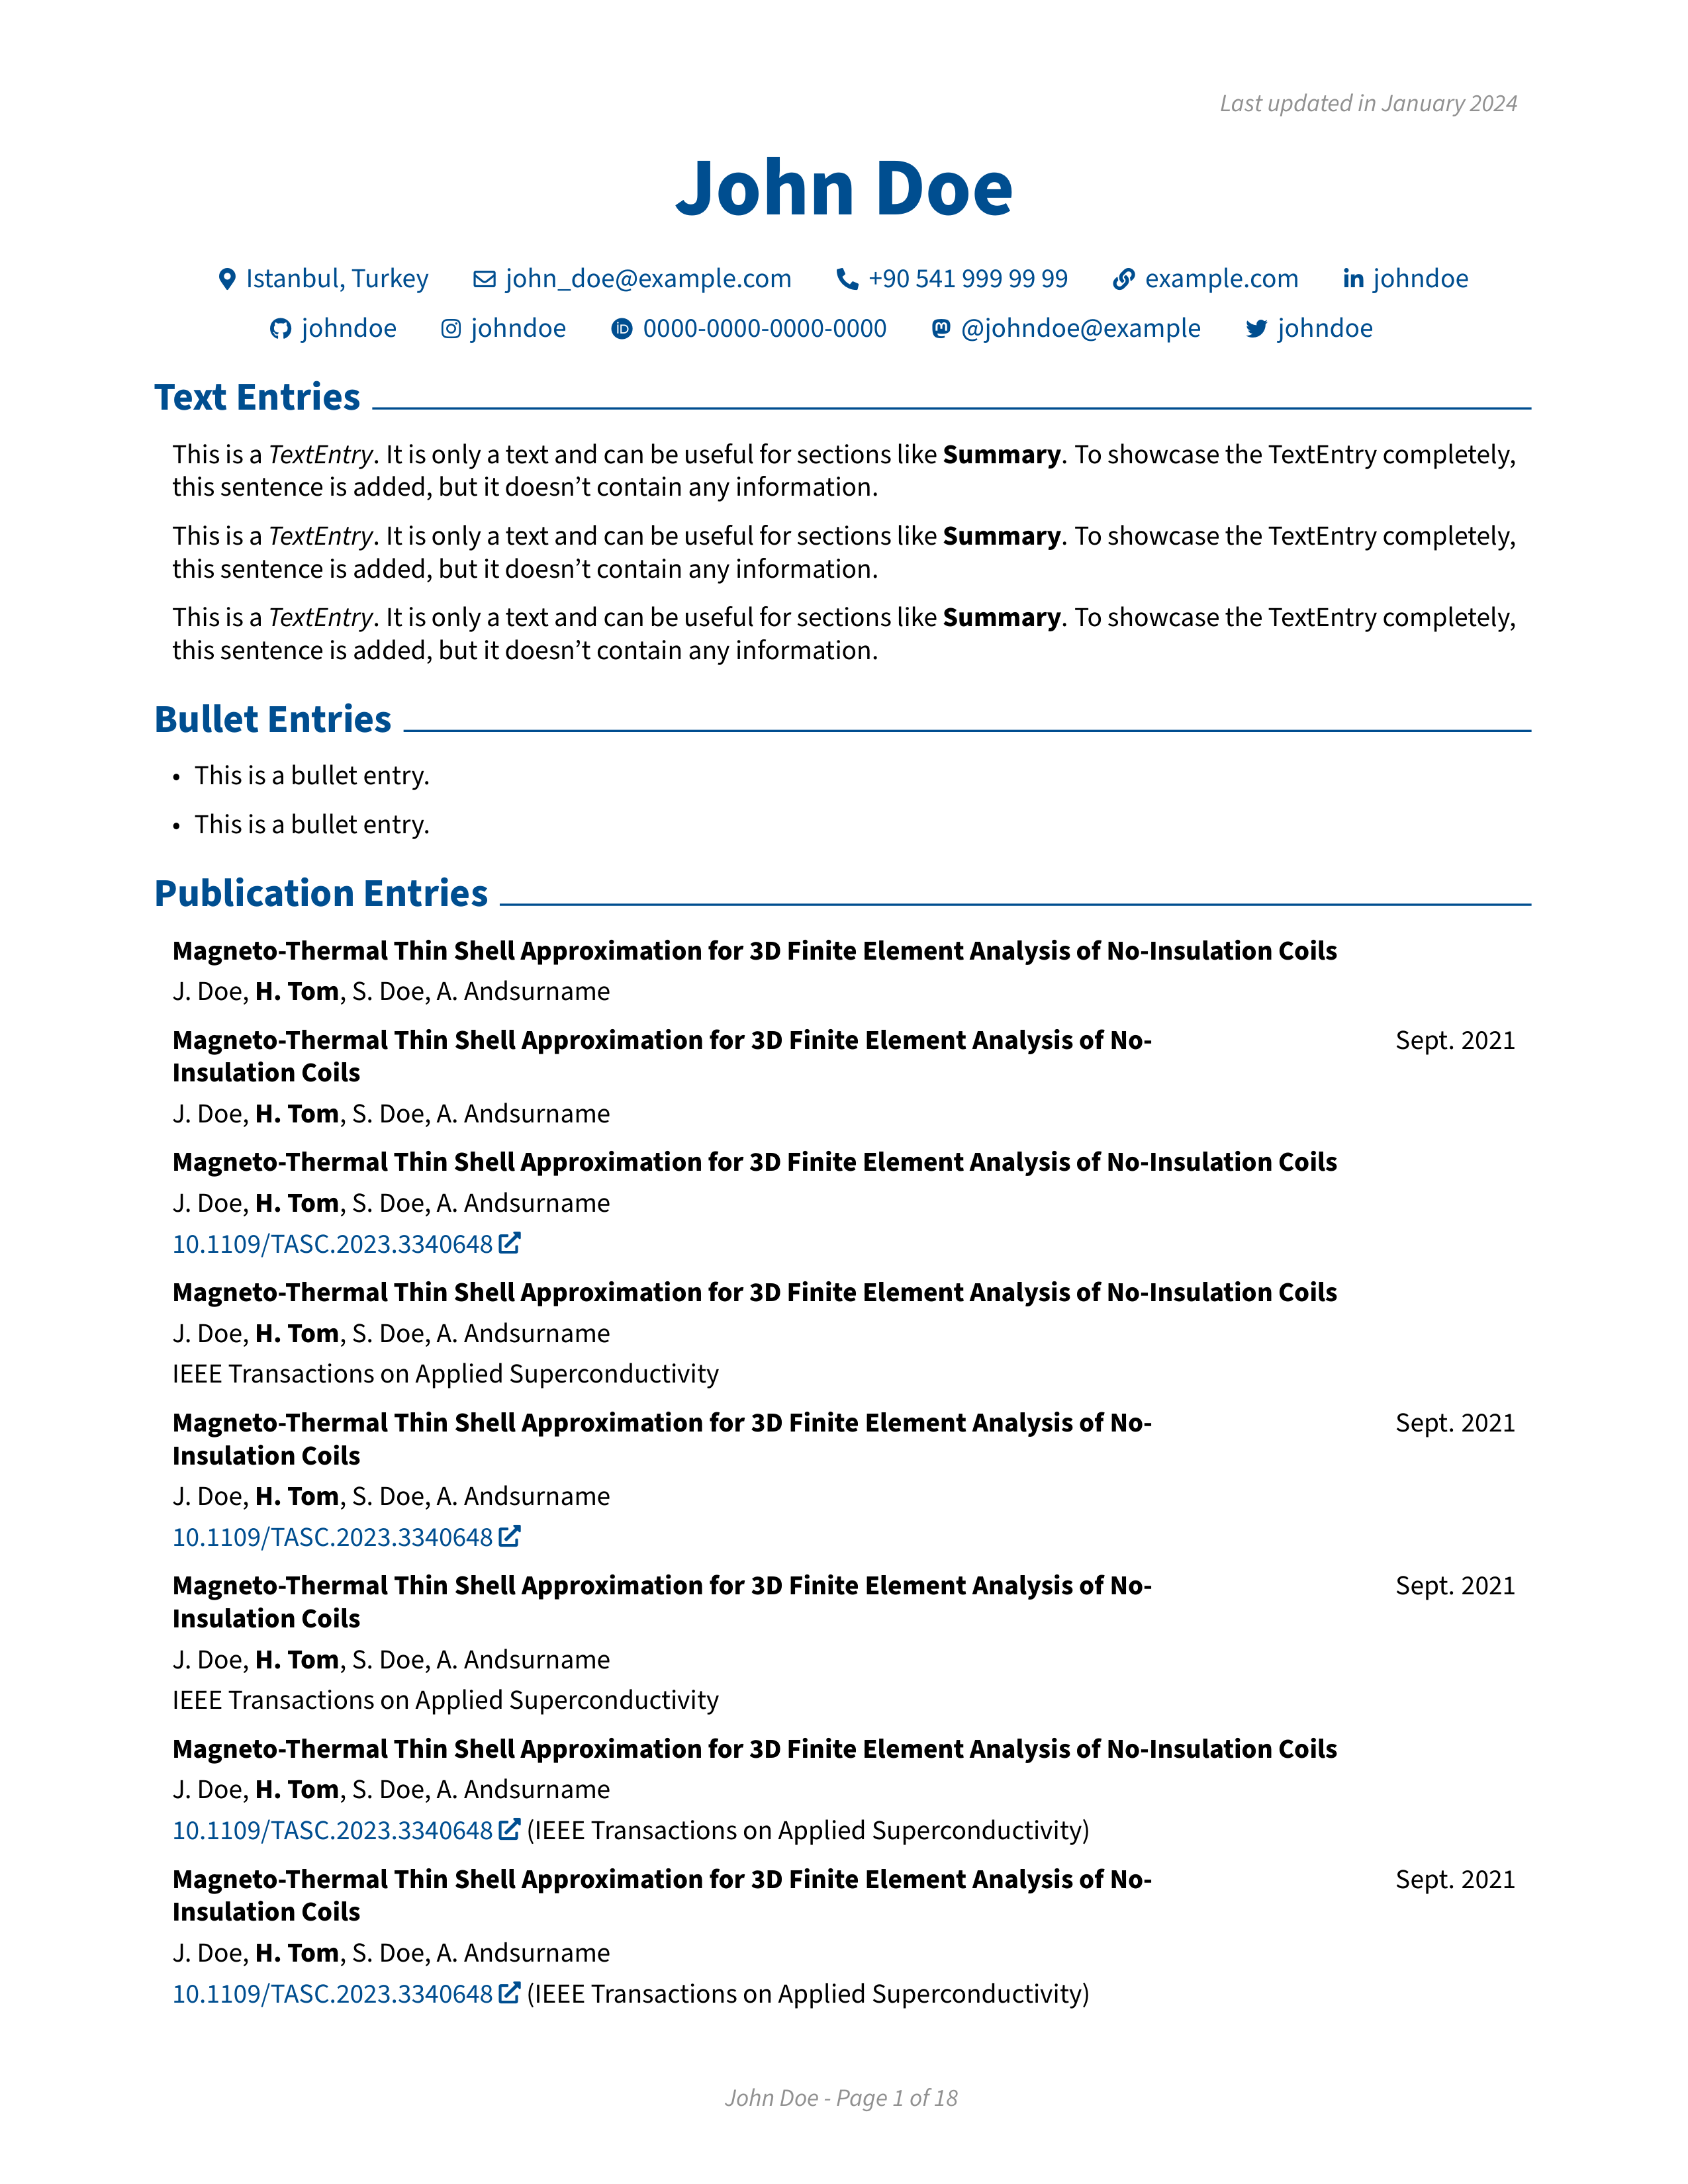 Last updated in January 2024
John Doe
Istanbul, Turkey john_doe@example.com +90 541 999 99 99 example.com johndoe
johndoe johndoe 0000-0000-0000-0000 @johndoe@example johndoe
Text Entries
This is a TextEntry. It is only a text and can be useful for sections like Summary. To showcase the TextEntry completely,
this sentence is added, but it doesn’t contain any information.
This is a TextEntry. It is only a text and can be useful for sections like Summary. To showcase the TextEntry completely,
this sentence is added, but it doesn’t contain any information.
This is a TextEntry. It is only a text and can be useful for sections like Summary. To showcase the TextEntry completely,
this sentence is added, but it doesn’t contain any information.
Bullet Entries
• This is a bullet entry.
• This is a bullet entry.
Publication Entries
Magneto-Thermal Thin Shell Approximation for 3D Finite Element Analysis of No-Insulation Coils
J. Doe, H. Tom, S. Doe, A. Andsurname
Magneto-Thermal Thin Shell Approximation for 3D Finite Element Analysis of No- Sept. 2021
Insulation Coils
J. Doe, H. Tom, S. Doe, A. Andsurname
Magneto-Thermal Thin Shell Approximation for 3D Finite Element Analysis of No-Insulation Coils
J. Doe, H. Tom, S. Doe, A. Andsurname
10.1109/TASC.2023.3340648
Magneto-Thermal Thin Shell Approximation for 3D Finite Element Analysis of No-Insulation Coils
J. Doe, H. Tom, S. Doe, A. Andsurname
IEEE Transactions on Applied Superconductivity
Magneto-Thermal Thin Shell Approximation for 3D Finite Element Analysis of No- Sept. 2021
Insulation Coils
J. Doe, H. Tom, S. Doe, A. Andsurname
10.1109/TASC.2023.3340648
Magneto-Thermal Thin Shell Approximation for 3D Finite Element Analysis of No- Sept. 2021
Insulation Coils
J. Doe, H. Tom, S. Doe, A. Andsurname
IEEE Transactions on Applied Superconductivity
Magneto-Thermal Thin Shell Approximation for 3D Finite Element Analysis of No-Insulation Coils
J. Doe, H. Tom, S. Doe, A. Andsurname
10.1109/TASC.2023.3340648 (IEEE Transactions on Applied Superconductivity)
Magneto-Thermal Thin Shell Approximation for 3D Finite Element Analysis of No- Sept. 2021
Insulation Coils
J. Doe, H. Tom, S. Doe, A. Andsurname
10.1109/TASC.2023.3340648 (IEEE Transactions on Applied Superconductivity)
John Doe - Page 1 of 18